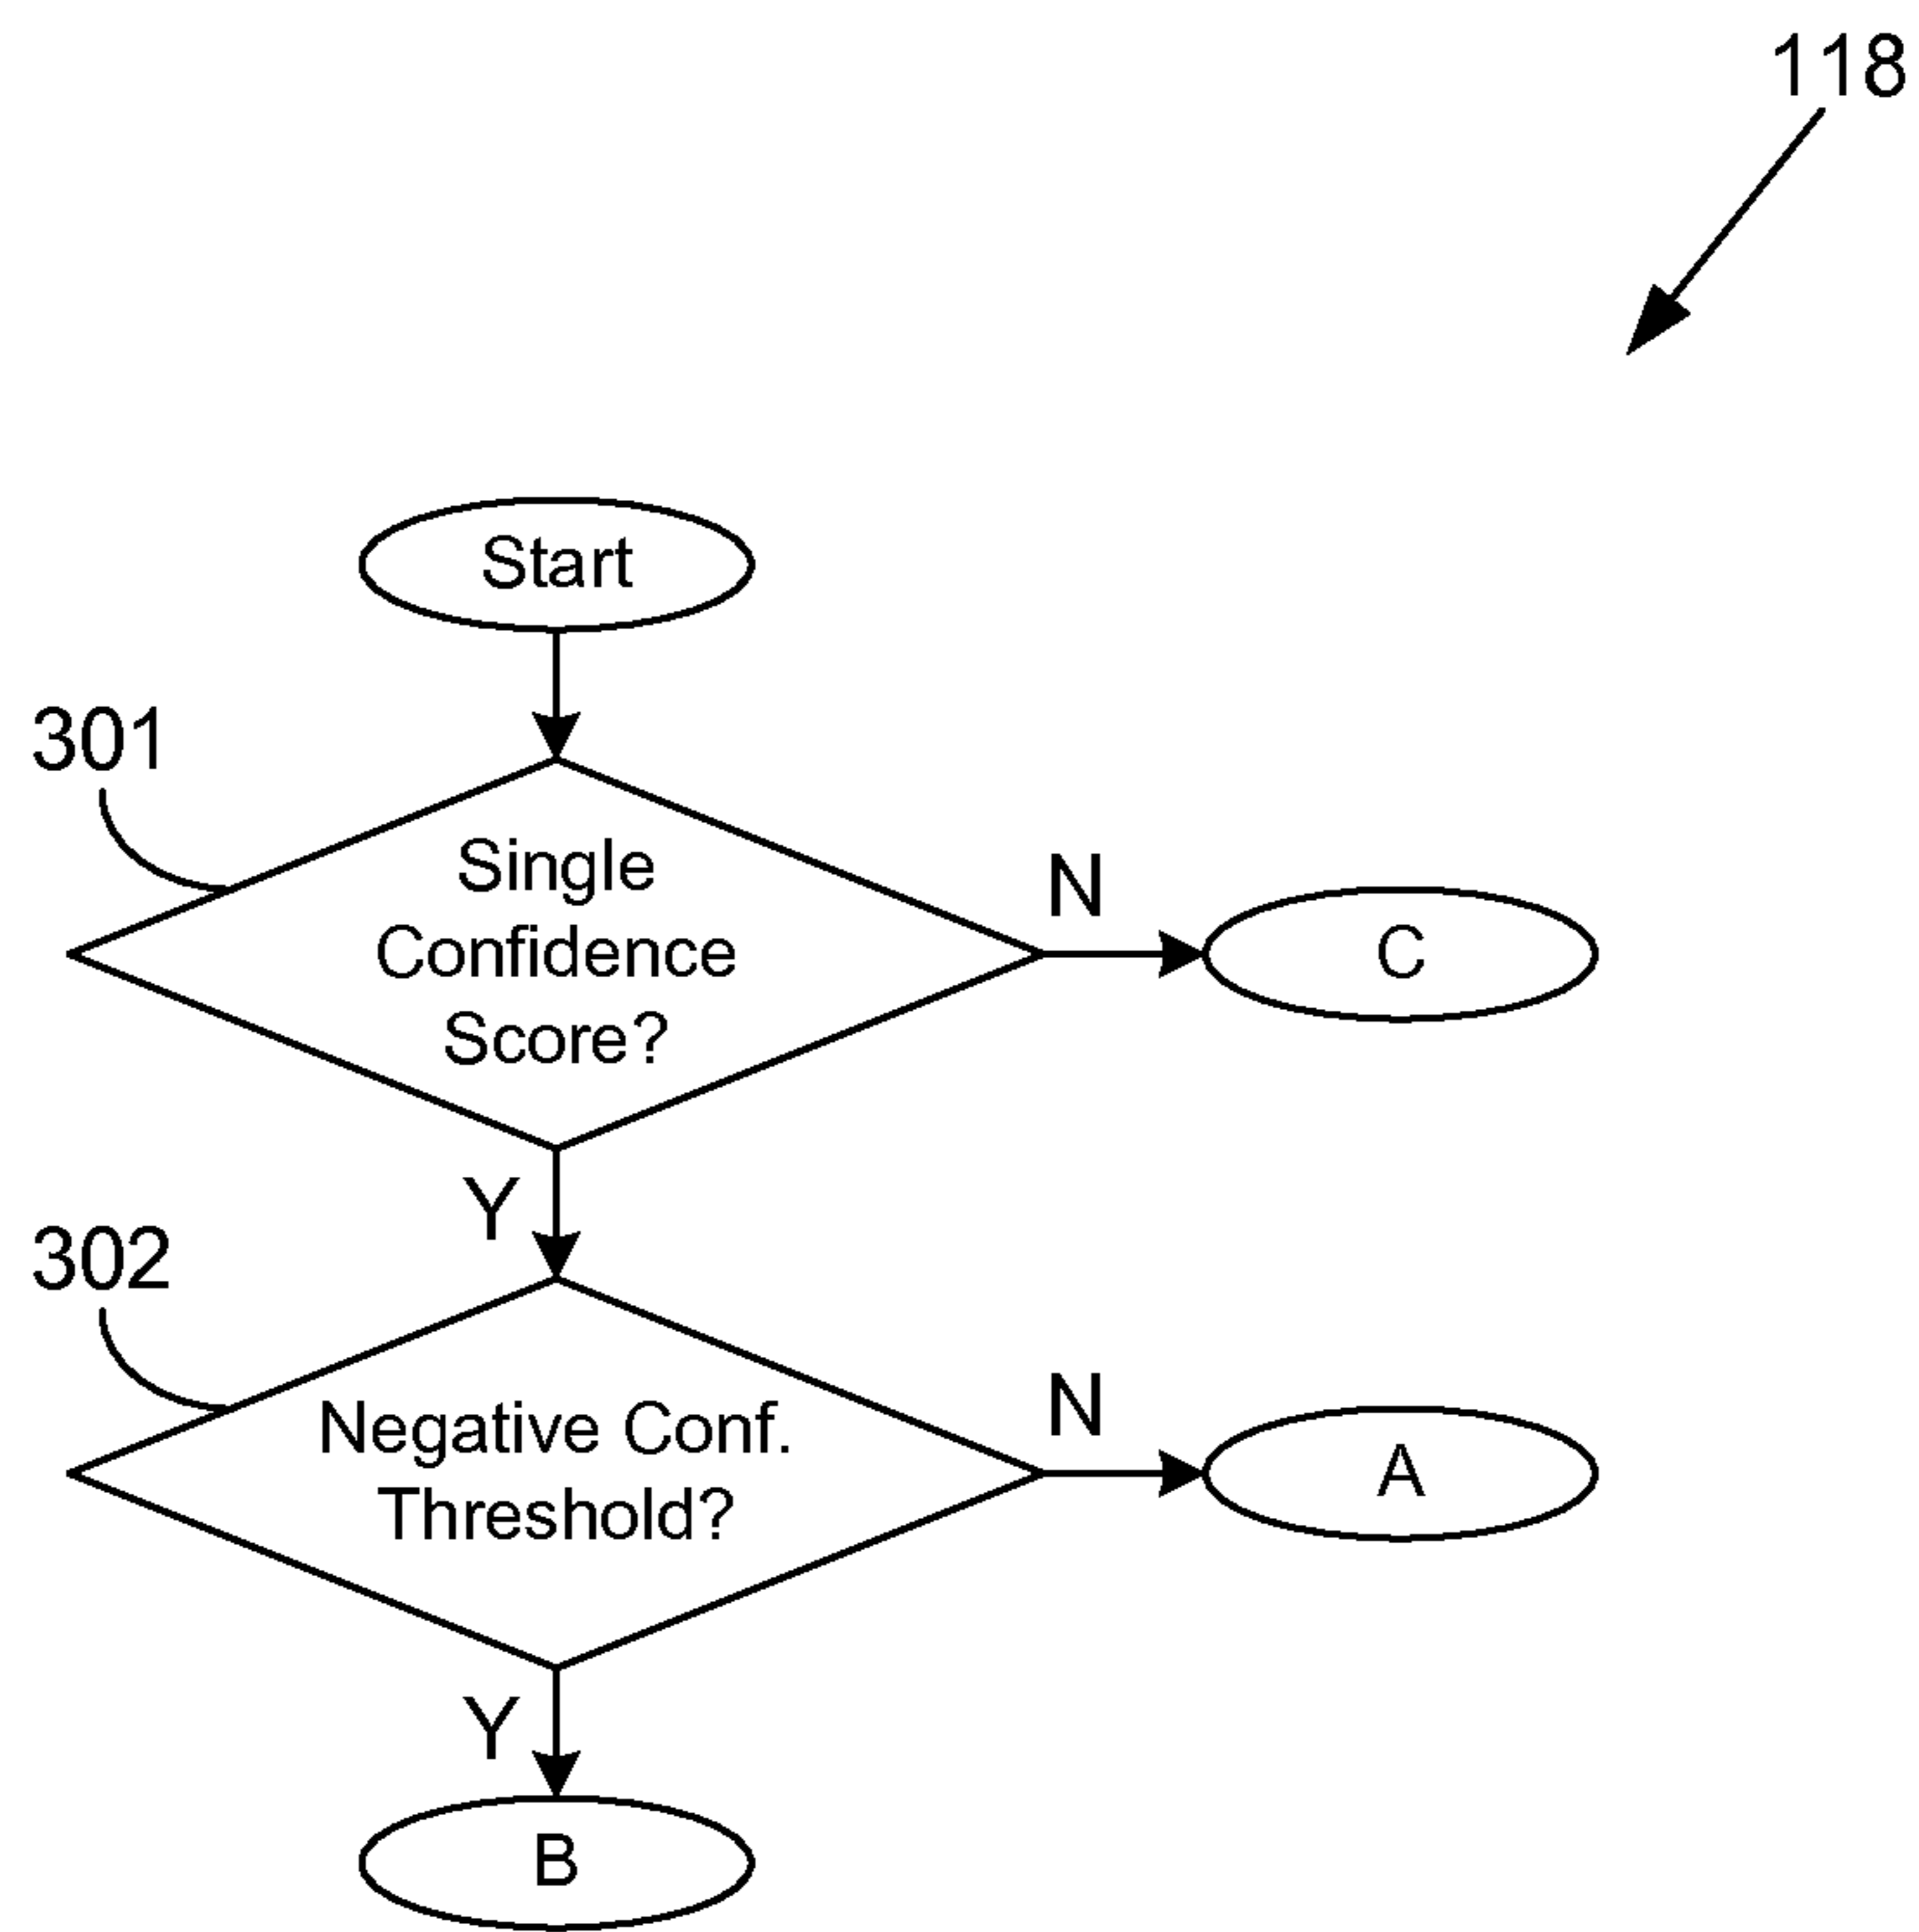 118
Start
301
Single
Confidence
Score?
N
C
Y
302
Negative Conf.
Threshold?
N
A
Y
B